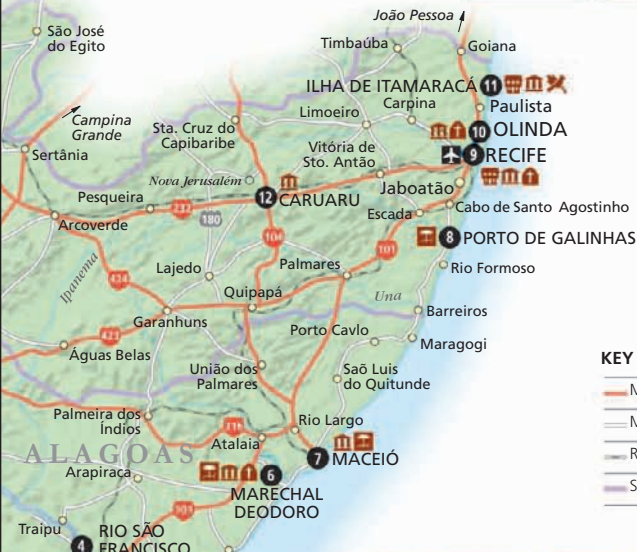 João Pessoa
São José
do Egito
Timbaúba
Goiana
ILHA DE ITAMARACÁ
11
Carpina
Paulista
Limoeiro
Campina
Grande
Sta. Cruz do
Capibaribe
10
OLINDA
Vitória de
Sto. Antão
9
RECIFE
Sertânia
Nova Jerusalém
Jaboatão
Pesqueira
12
CARUARU
232
180
Escada
Cabo de Santo Agostinho
Arcoverde
104
101
8
PORTO DE GALINHAS
Ipanema
Lajedo
Palmares
Rio Formoso
424
Quipapá
Una
Garanhuns
Barreiros
423
Porto Cavlo
Maragogi
KEY
Águas Belas
União dos
Palmares
Saõ Luis
do Quitunde
M
M
Palmeira dos
Índios
Rio Largo
R
316
Atalaia
ALAGOAS
7
MACEIÓ
S
Arapiraca
6
MARECHAL
DEODORO
101
Traipu
4
RIO SÃO
FRANCISCO